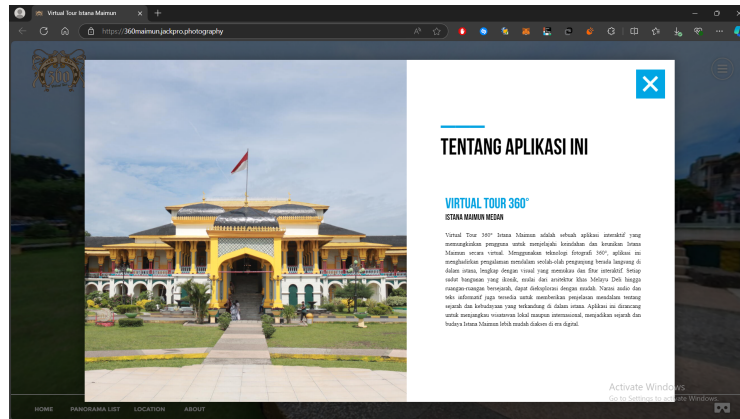 Virtual Tour Istana Maimun
https://360maimun.jackpro.photography
360
TENTANG APLIKASI INI
VIRTUAL TOUR 360°
ISTANA MAIMUN MEDAN
Virtual Tour 360° Istana Maimun adalah sebuah aplikasi interaktif yang
memungkinkan pengguna untuk menjelajahi keindahan dan keunikan Istana
Maimun secara virtual. Menggunakan teknologi fotografi 360°, aplikasi ini
menghadirkan pengalaman mendalam seolah-olah pengunjung berada langsung di
dalam istana, lengkap dengan visual yang memukau dan fitur interaktif. Setiap
sudut bangunan yang ikonik, mulai dari arsitektur khas Melayu Deli hingga
ruangan-ruangan bersejarah, dapat dieksplorasi dengan mudah. Narasi audio dan
teks informatif juga tersedia untuk memberikan penjelasan mendalam tentang
sejarah dan kebudayaan yang terkandung di dalam istana. Aplikasi ini dirancang
untuk menjangkau wisatawan lokal maupun internasional, menjadikan sejarah dan
budaya Istana Maimun lebih mudah diakses di era digital.
Activate Windows
Go to Settings to activate Windows.
HOME PANORAMA LIST LOCATION ABOUT